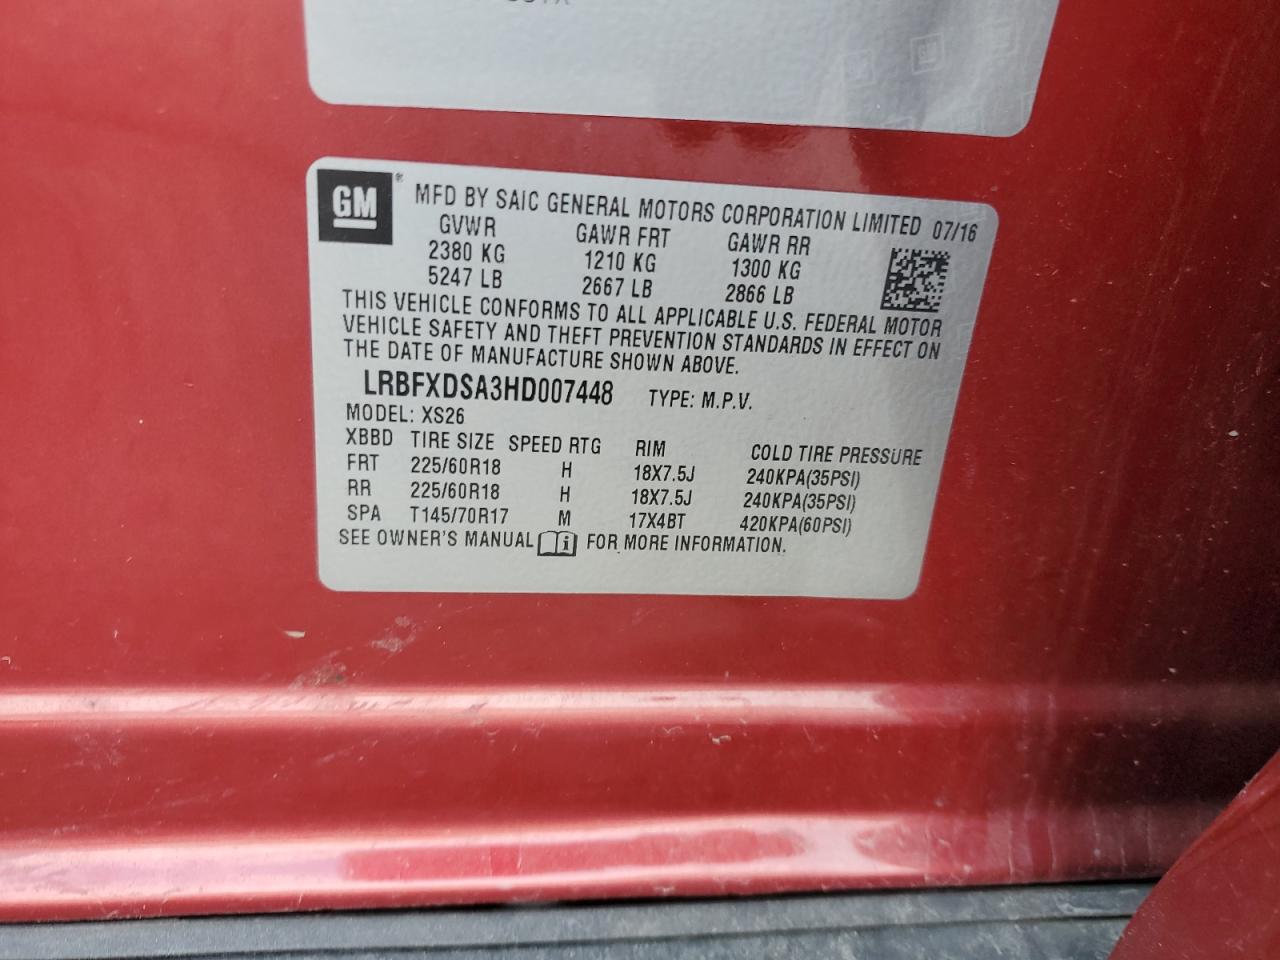 GM ® MFD BY SAIC GENERAL MOTORS CORPORATION LIMITED 07/16
GVWR GAWR FRT GAWR RR
2380 KG 1210 KG 1300 KG
5247 LB 2667 LB 2866 LB
THIS VEHICLE CONFORMS TO ALL APPLICABLE U.S. FEDERAL MOTOR
VEHICLE SAFETY AND THEFT PREVENTION STANDARDS IN EFFECT ON
THE DATE OF MANUFACTURE SHOWN ABOVE.
LRBFXDSA3HD007448 TYPE: M.P.V.
MODEL: XS26
XBBD TIRE SIZE SPEED RTG RIM COLD TIRE PRESSURE
FRT 225/60R18 H 18X7.5J 240KPA(35PSI)
RR 225/60R18 H 18X7.5J 240KPA(35PSI)
SPA T145/70R17 M 17X4BT 420KPA(60PSI)
SEE OWNER'S MANUAL i FOR MORE INFORMATION.